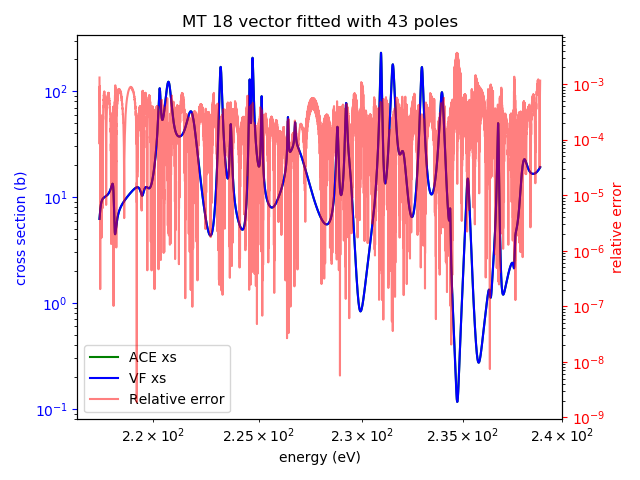 MT 18 vector fitted with 43 poles
cross section (b)
10²
10¹
10⁰
10⁻¹
10⁻³
10⁻⁴
10⁻⁵
10⁻⁶
10⁻⁷
10⁻⁸
10⁻⁹
relative error
ACE xs
VF xs
Relative error
2.2 × 10² 2.25 × 10² 2.3 × 10² 2.35 × 10² 2.4 × 10²
energy (eV)